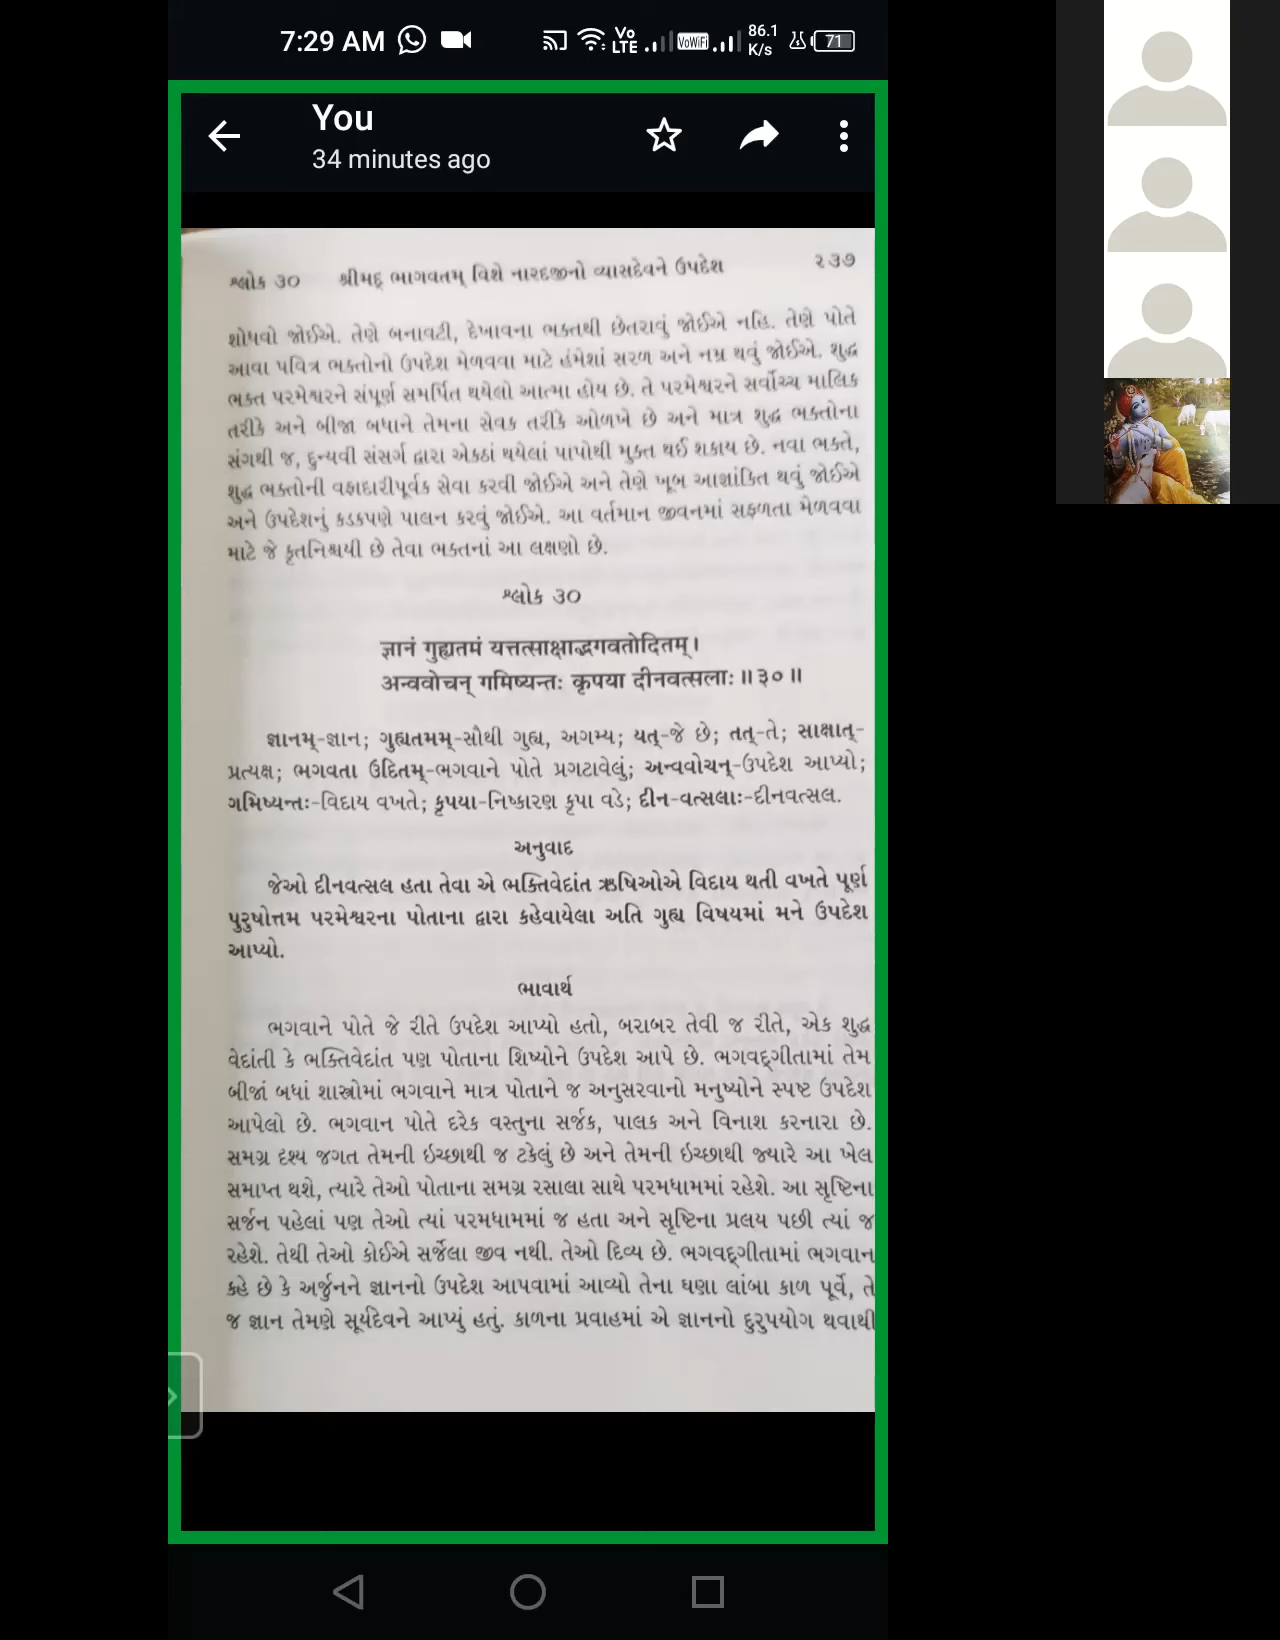 7:29 AM
Vo LTE
VoWiFi
86.1 K/s
71
You
34 minutes ago
શ્લોક ૩૦ શ્રીમદ્ ભાગવતમ્ વિશે નારદજીનો વ્યાસદેવને ઉપદેશ ૨૩૭
શોધવો જોઈએ. તેણે બનાવટી, દેખાવના ભક્તથી છેતરાવું જોઈએ નહિ. તેણે પોતે
આવા પવિત્ર ભક્તોનો ઉપદેશ મેળવવા માટે હંમેશાં સરળ અને નમ્ર થવું જોઈએ. શુદ્ધ
ભક્ત પરમેશ્વરને સંપૂર્ણ સમર્પિત થયેલો આત્મા હોય છે. તે પરમેશ્વરને સર્વોચ્ચ માલિક
તરીકે અને બીજા બધાને તેમના સેવક તરીકે ઓળખે છે અને માત્ર શુદ્ધ ભક્તોના
સંગથી જ, દુન્યવી સંસર્ગ દ્વારા એકઠાં થયેલાં પાપોથી મુક્ત થઈ શકાય છે. નવા ભક્તે,
શુદ્ધ ભક્તોની વફાદારીપૂર્વક સેવા કરવી જોઈએ અને તેણે ખૂબ આજ્ઞાંકિત થવું જોઈએ
અને ઉપદેશનું કડકપણે પાલન કરવું જોઈએ. આ વર્તમાન જીવનમાં સફળતા મેળવવા
માટે જે કૃતનિશ્ચયી છે તેવા ભક્તનાં આ લક્ષણો છે.
શ્લોક ૩૦
ज्ञानं गुह्यतमं यत्तत्साक्षाद्भगवतोदितम्।
अन्ववोचन् गमिष्यन्तः कृपया दीनवत्सलाः॥३०॥
જ્ઞાનમ્-જ્ઞાન; ગુહ્યતમમ્-સૌથી ગુહ્ય, અગમ્ય; યત્-જે છે; તત્-તે; સાક્ષાત્-
પ્રત્યક્ષ; ભગવતા ઉદિતમ્-ભગવાને પોતે પ્રગટાવેલું; અન્વવોચન્-ઉપદેશ આપ્યો;
ગમિષ્યન્તઃ-વિદાય વખતે; કૃપયા-નિષ્કારણ કૃપા વડે; દીન-વત્સલાઃ-દીનવત્સલ.
અનુવાદ
જેઓ દીનવત્સલ હતા તેવા એ ભક્તિવેદાંત ઋષિઓએ વિદાય થતી વખતે પૂર્ણ
પુરુષોત્તમ પરમેશ્વરના પોતાના દ્વારા કહેવાયેલા અતિ ગુહ્ય વિષયમાં મને ઉપદેશ
આપ્યો.
ભાવાર્થ
ભગવાને પોતે જે રીતે ઉપદેશ આપ્યો હતો, બરાબર તેવી જ રીતે, એક શુદ્ધ
વેદાંતી કે ભક્તિવેદાંત પણ પોતાના શિષ્યોને ઉપદેશ આપે છે. ભગવદ્ગીતામાં તેમ
બીજાં બધાં શાસ્ત્રોમાં ભગવાને માત્ર પોતાને જ અનુસરવાનો મનુષ્યોને સ્પષ્ટ ઉપદેશ
આપેલો છે. ભગવાન પોતે દરેક વસ્તુના સર્જક, પાલક અને વિનાશ કરનારા છે.
સમગ્ર દશ્ય જગત તેમની ઇચ્છાથી જ ટકેલું છે અને તેમની ઇચ્છાથી જ્યારે આ ખેલ
સમાપ્ત થશે, ત્યારે તેઓ પોતાના સમગ્ર રસાલા સાથે પરમધામમાં રહેશે. આ સૃષ્ટિના
સર્જન પહેલાં પણ તેઓ ત્યાં પરમધામમાં જ હતા અને સૃષ્ટિના પ્રલય પછી ત્યાં જ
રહેશે. તેથી તેઓ કોઈએ સર્જેલા જીવ નથી. તેઓ દિવ્ય છે. ભગવદ્ગીતામાં ભગવાન
કહે છે કે અર્જુનને જ્ઞાનનો ઉપદેશ આપવામાં આવ્યો તેના ઘણા લાંબા કાળ પૂર્વે, તે
જ જ્ઞાન તેમણે સૂર્યદેવને આપ્યું હતું. કાળના પ્રવાહમાં એ જ્ઞાનનો દુરુપયોગ થવાથી